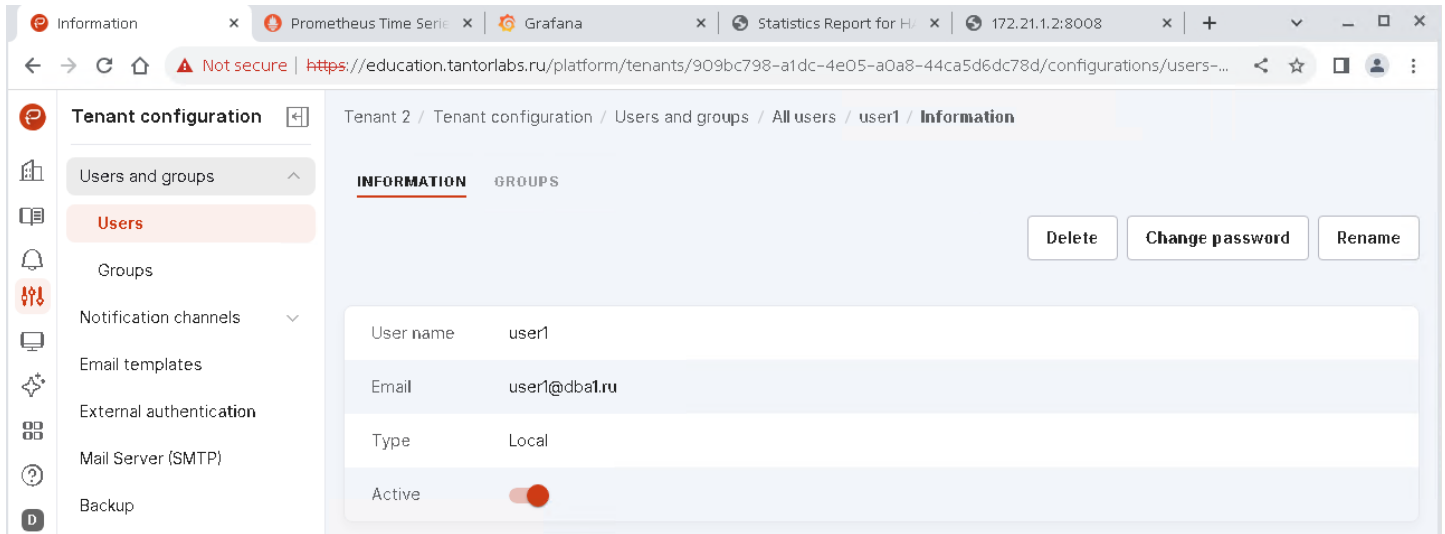 Information
Prometheus Time Serie
Grafana
Statistics Report for HA
172.21.1.2:8008
Not secure | https://education.tantorlabs.ru/platform/tenants/909bc798-a1dc-4e05-a0a8-44ca5d6dc78d/configurations/users-...
Tenant configuration
Tenant 2 / Tenant configuration / Users and groups / All users / user1 / Information
Users and groups
INFORMATION GROUPS
Users
Delete Change password Rename
Groups
Notification channels
User name user1
Email templates
Email user1@dba1.ru
External authentication
Type Local
Mail Server (SMTP)
Active
Backup
D